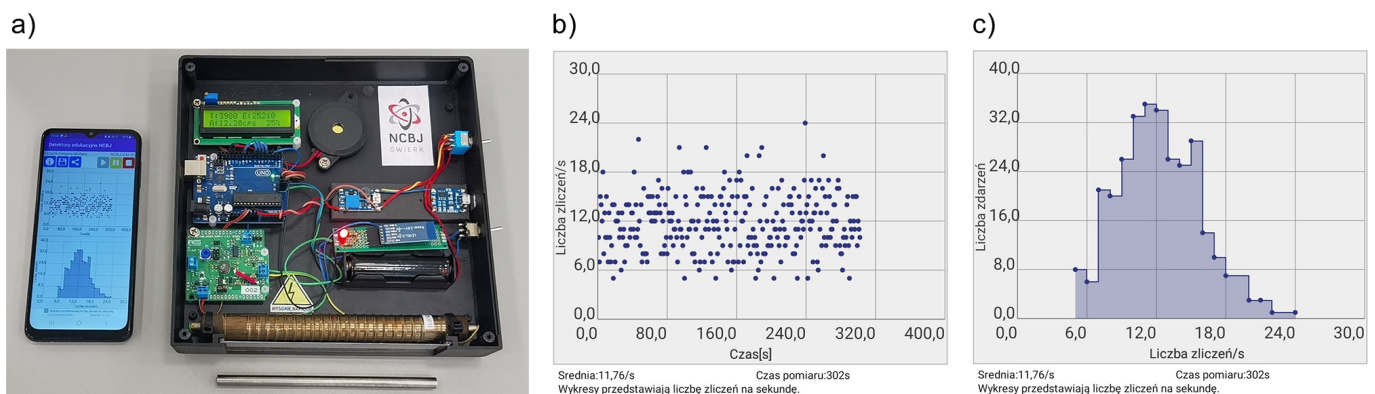 a)
b)
c)
Detektory edukacyjne NCBJ
T:3980 E:25210
A:12.20cps 25%
NCBJ
ŚWIERK
UNO
002
30,0
24,0
18,0
12,0
6,0
0,0
80,0
160,0
240,0
320,0
400,0
Liczba zliczeń/s
Czas[s]
Srednia:11,76/s Czas pomiaru:302s
Wykresy przedstawiają liczbę zliczeń na sekundę.
40,0
32,0
24,0
16,0
8,0
0,0
6,0
12,0
18,0
24,0
30,0
Liczba zdarzeń
Liczba zliczeń/s
Srednia:11,76/s Czas pomiaru:302s
Wykresy przedstawiają liczbę zliczeń na sekundę.